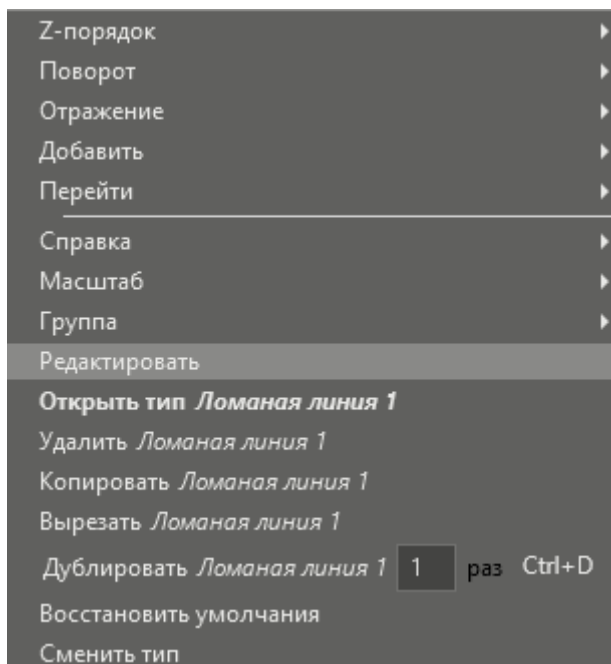 Z-порядок
Поворот
Отражение
Добавить
Перейти
Справка
Масштаб
Группа
Редактировать
Открыть тип Ломаная линия 1
Удалить Ломаная линия 1
Копировать Ломаная линия 1
Вырезать Ломаная линия 1
Дублировать Ломаная линия 1 1 раз Ctrl+D
Восстановить умолчания
Сменить тип